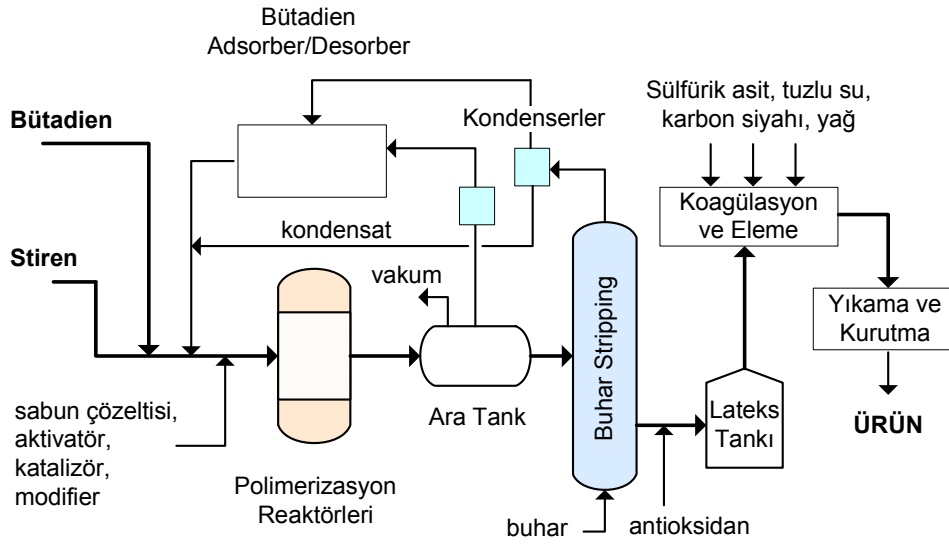 Bütadien
Adsorber/Desorber
Bütadien
Kondenserler
Sülfürik asit, tuzlu su,
karbon siyahı, yağ
Koagülasyon
ve Eleme
kondensat
Stiren
vakum
Yıkama ve
Kurutma
Buhar Stripping
sabun çözeltisi,
aktivatör,
katalizör,
modifier
Ara Tank
Lateks
Tankı
ÜRÜN
Polimerizasyon
Reaktörleri
buhar
antioksidan